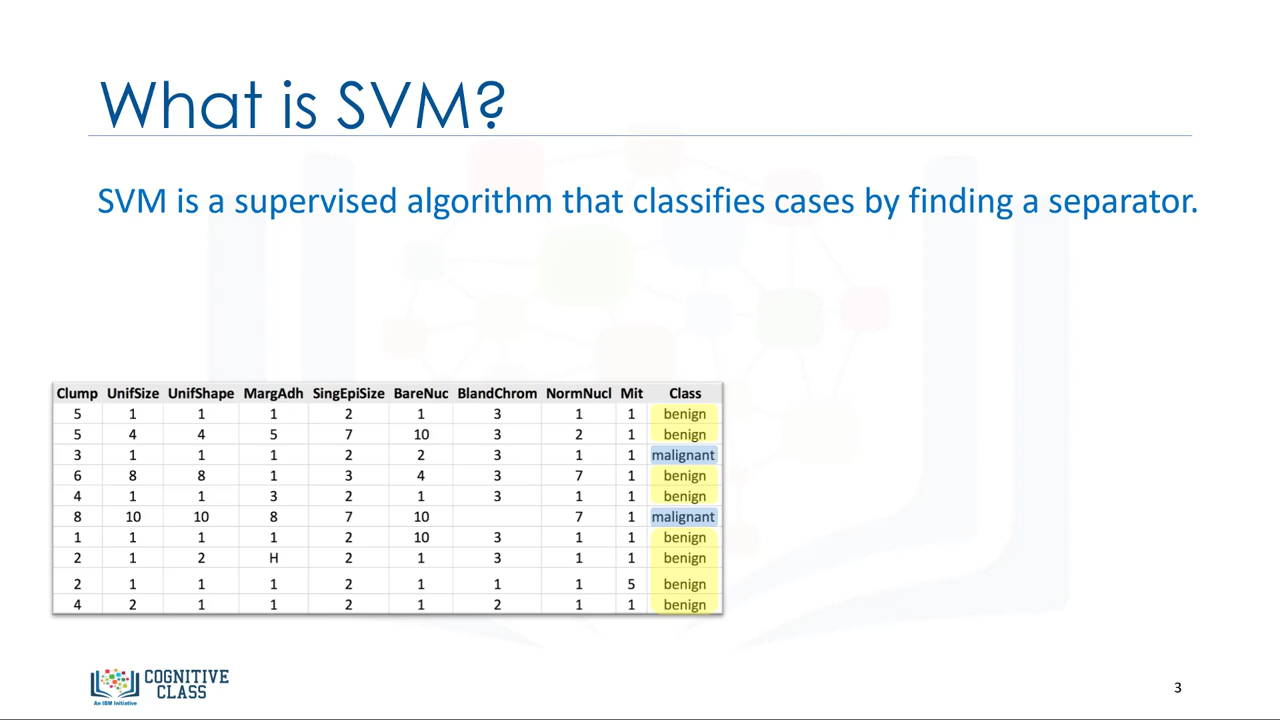 What is SVM?
SVM is a supervised algorithm that classifies cases by finding a separator.
Clump UnifSize UnifShape MargAdh SingEpiSize BareNuc BlandChrom NormNucl Mit Class
5 1 1 1 2 1 3 1 1 benign
5 4 4 5 7 10 3 2 1 benign
3 1 1 1 2 2 3 1 1 malignant
6 8 8 1 3 4 3 7 1 benign
4 1 1 3 2 1 3 1 1 benign
8 10 10 8 7 10 7 1 malignant
1 1 1 1 2 10 3 1 1 benign
2 1 2 H 2 1 3 1 1 benign
2 1 1 1 2 1 1 1 5 benign
4 2 1 1 2 1 2 1 1 benign
COGNITIVE
CLASS
An IBM Initiative
3